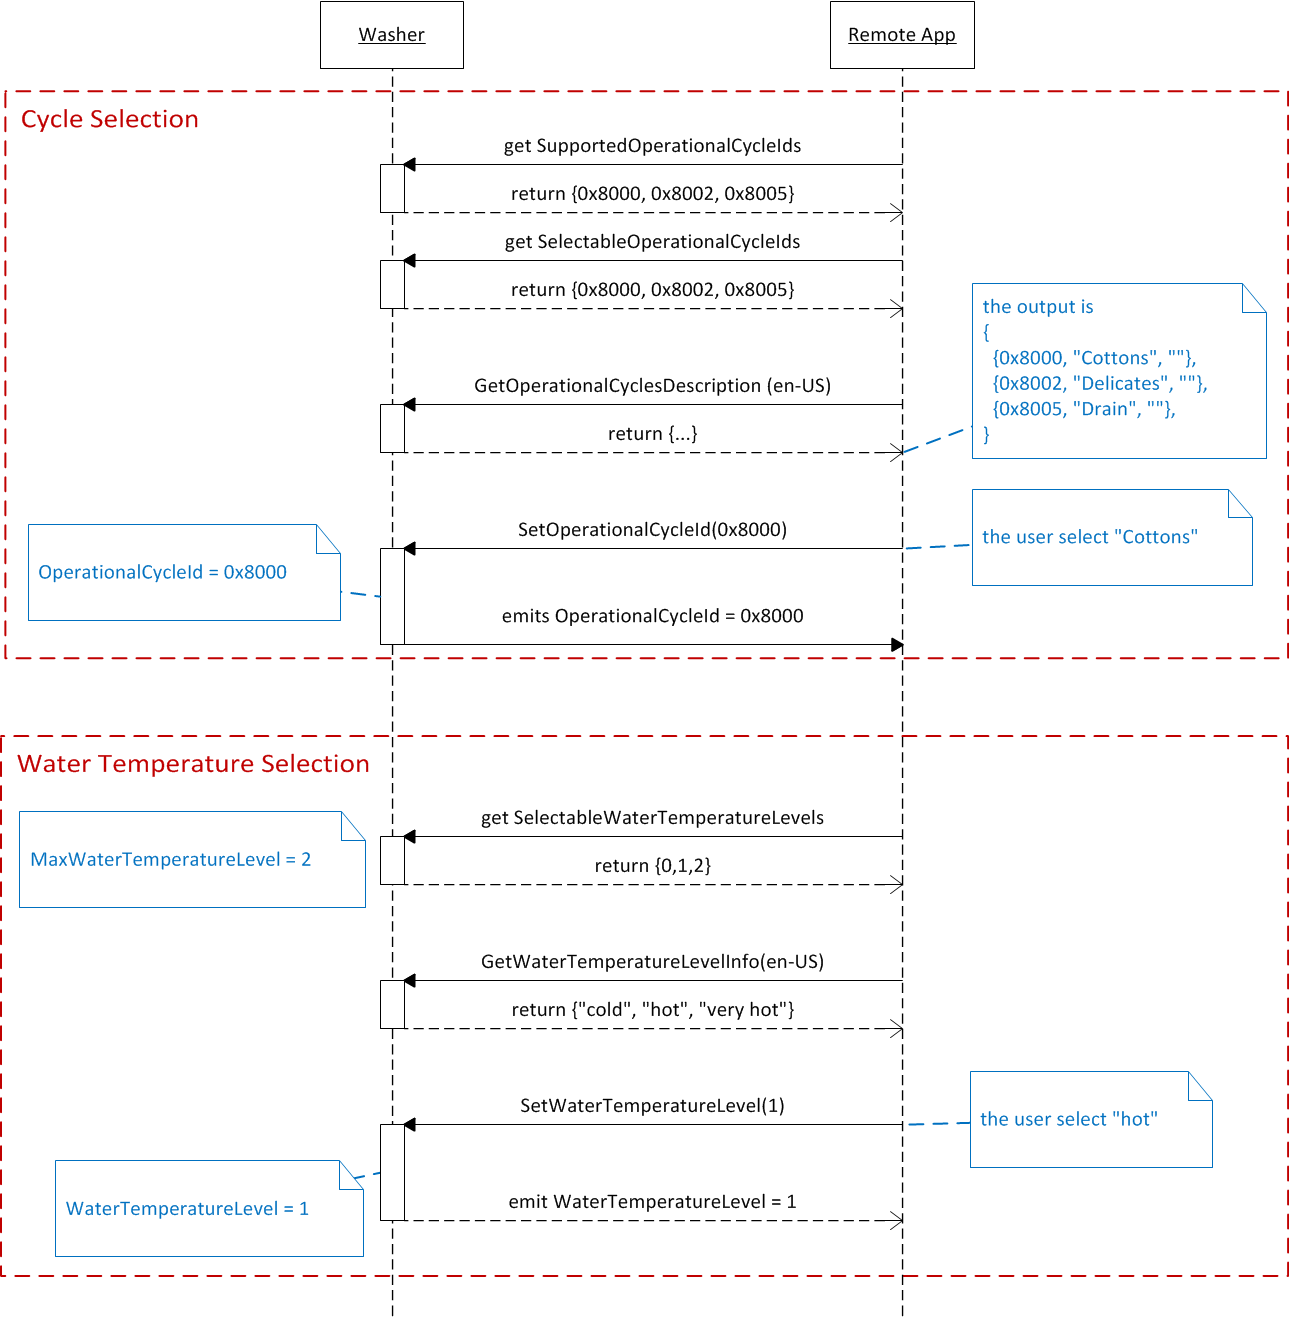 Washer
Remote App
Cycle Selection
get SupportedOperationalCycleIds
return {0x8000, 0x8002, 0x8005}
get SelectableOperationalCycleIds
return {0x8000, 0x8002, 0x8005}
the output is
{
{0x8000, "Cottons", ""},
{0x8002, "Delicates", ""},
{0x8005, "Drain", ""},
}
GetOperationalCyclesDescription (en-US)
return {...}
SetOperationalCycleId(0x8000)
the user select "Cottons"
OperationalCycleId = 0x8000
emits OperationalCycleId = 0x8000
Water Temperature Selection
get SelectableWaterTemperatureLevels
MaxWaterTemperatureLevel = 2
return {0,1,2}
GetWaterTemperatureLevelInfo(en-US)
return {"cold", "hot", "very hot"}
SetWaterTemperatureLevel(1)
the user select "hot"
WaterTemperatureLevel = 1
emit WaterTemperatureLevel = 1